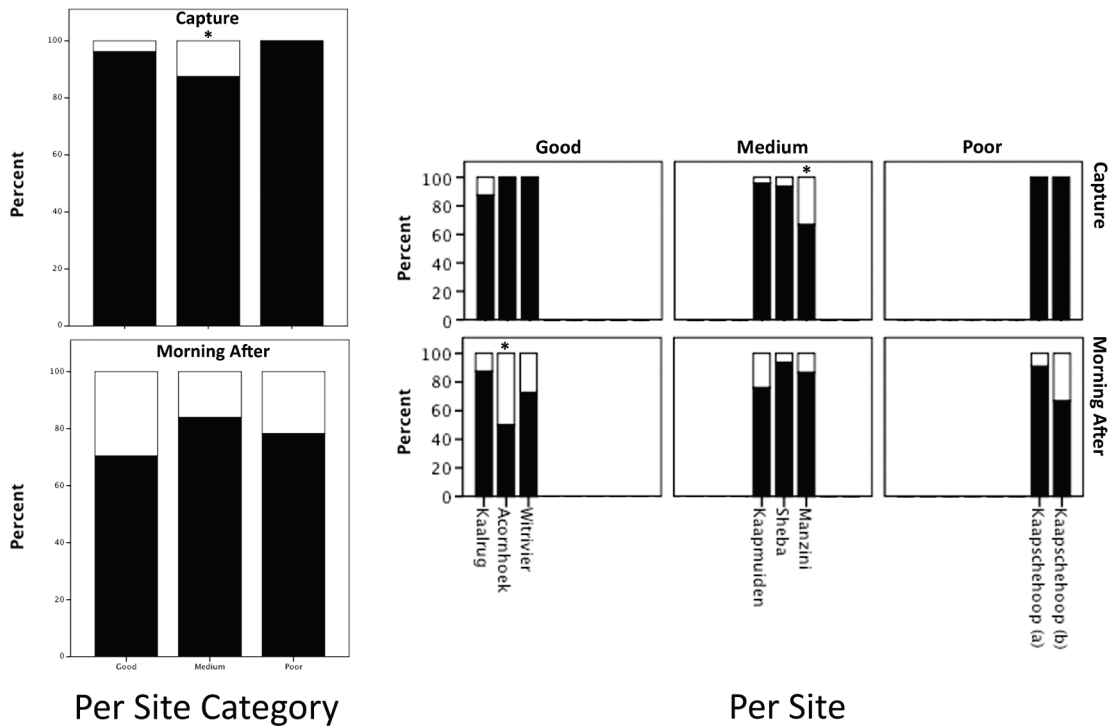 Capture
*
100
80
60
40
20
0
Percent
Morning After
100
80
60
40
20
0
Percent
Good
Medium
Poor
Per Site Category
Good
Medium
Poor
100
80
60
40
20
0
Percent
*
Capture
100
80
60
40
20
0
Percent
*
Morning After
Kaalrug
Acornhoek
Witrivier
Kaapmuiden
Sheba
Manzini
Kaapschehoop (a)
Kaapschehoop (b)
Per Site